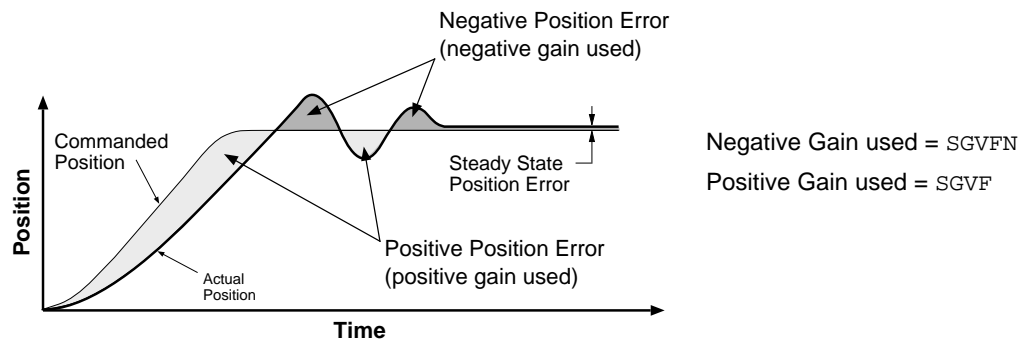 Negative Position Error
(negative gain used)
Commanded
Position
Steady State
Position Error
Negative Gain used = SGVFN
Positive Gain used = SGVF
Position
Positive Position Error
(positive gain used)
Actual
Position
Time